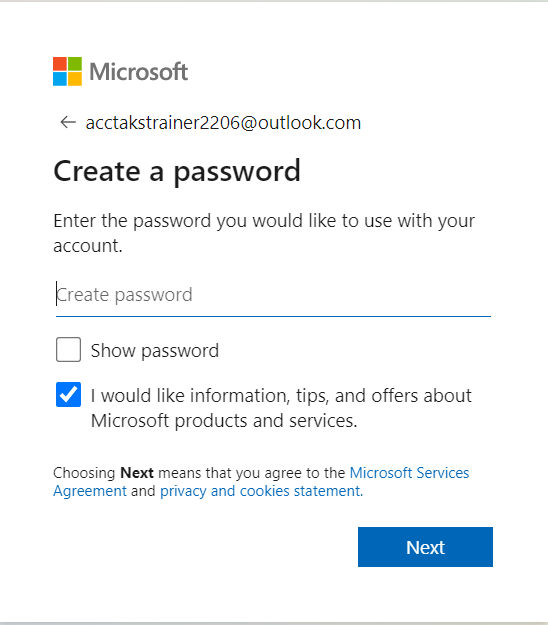 Microsoft
acctakstrainer2206@outlook.com
Create a password
Enter the password you would like to use with your
account.
Create password
Show password
I would like information, tips, and offers about
Microsoft products and services.
Choosing Next means that you agree to the Microsoft Services
Agreement and privacy and cookies statement.
Next